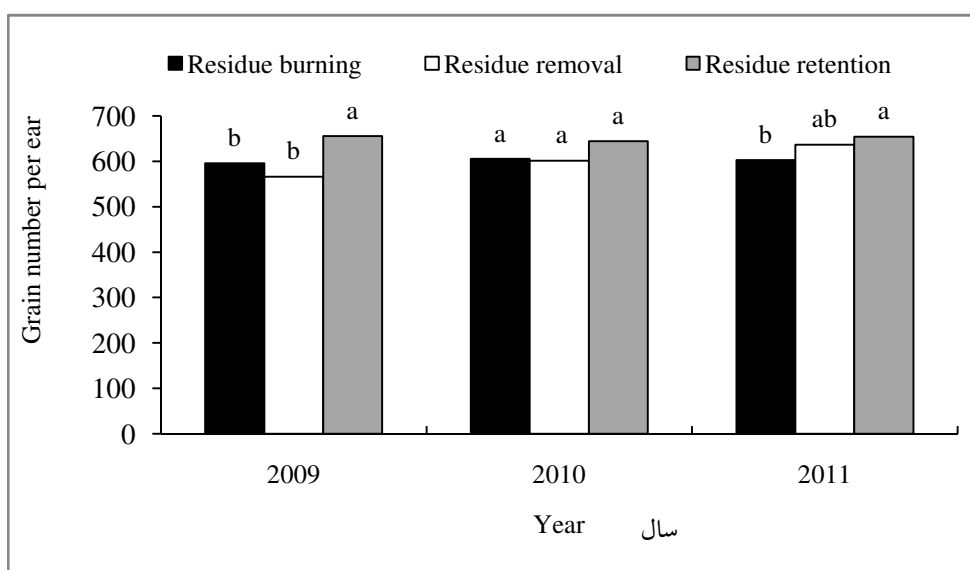 Residue burning Residue removal Residue retention
Grain number per ear
700
600
500
400
300
200
100
0
b b a
a a a
b ab a
2009 2010 2011
Year سال